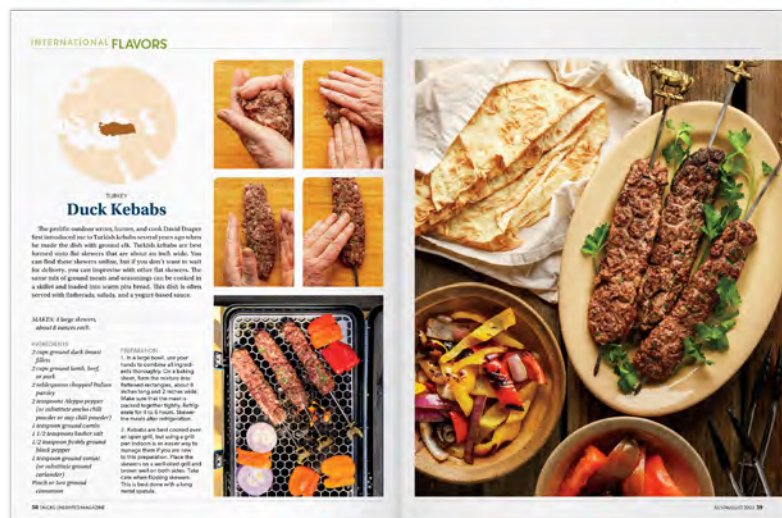 INTERNATIONAL FLAVORS
TURKEY
Duck Kebabs
The prolific outdoor writer, hunter, and cook David Draper
first introduced me to Turkish kebabs several years ago when
he made the dish with ground elk. Turkish kebabs are best
formed onto flat skewers that are about an inch wide. You
can find these skewers online, but if you don't want to wait
for delivery, you can improvise with other flat skewers. The
same mix of ground meats and seasonings can be cooked in
a skillet and loaded into warm pita bread. This dish is often
served with flatbreads, salads, and a yogurt-based sauce.
MAKES: 4 large skewers,
about 8 ounces each
INGREDIENTS
2 cups ground duck breast
fillets
2 cups ground lamb, beef,
or pork
2 tablespoons chopped Italian
parsley
2 teaspoons Aleppo pepper
(or substitute ancho chili
powder or any chili powder)
1 teaspoon ground cumin
1 1/2 teaspoons kosher salt
1/2 teaspoon freshly ground
black pepper
1 teaspoon ground sumac
(or substitute ground
coriander)
Pinch or two ground
cinnamon
PREPARATION
1. In a large bowl, use your
hands to combine all ingredi-
ents thoroughly. On a baking
sheet, form the mixture into
flattened rectangles, about 8
inches long and 2 inches wide.
Make sure that the meat is
packed together tightly. Refrig-
erate for 4 to 6 hours. Skewer
the meats after refrigeration.
2. Kebabs are best cooked over
an open grill, but using a grill
pan indoors is an easier way to
manage them if you are new
to this preparation. Place the
skewers on a well-oiled grill and
brown well on both sides. Take
care when flipping skewers.
This is best done with a long
metal spatula.
58 DUCKS UNLIMITED MAGAZINE
JULY/AUGUST 2023 59